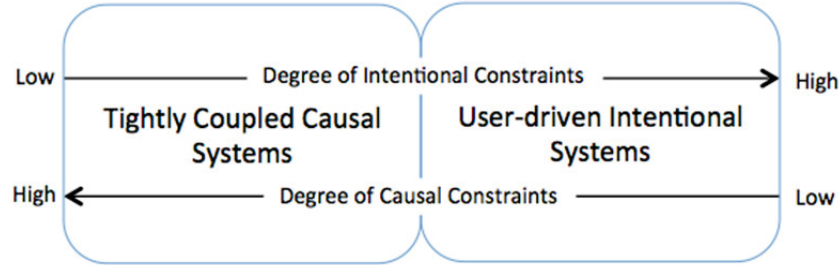 Low Degree of Intentional Constraints High
Tightly Coupled Causal
Systems
User-driven Intentional
Systems
High Degree of Causal Constraints Low